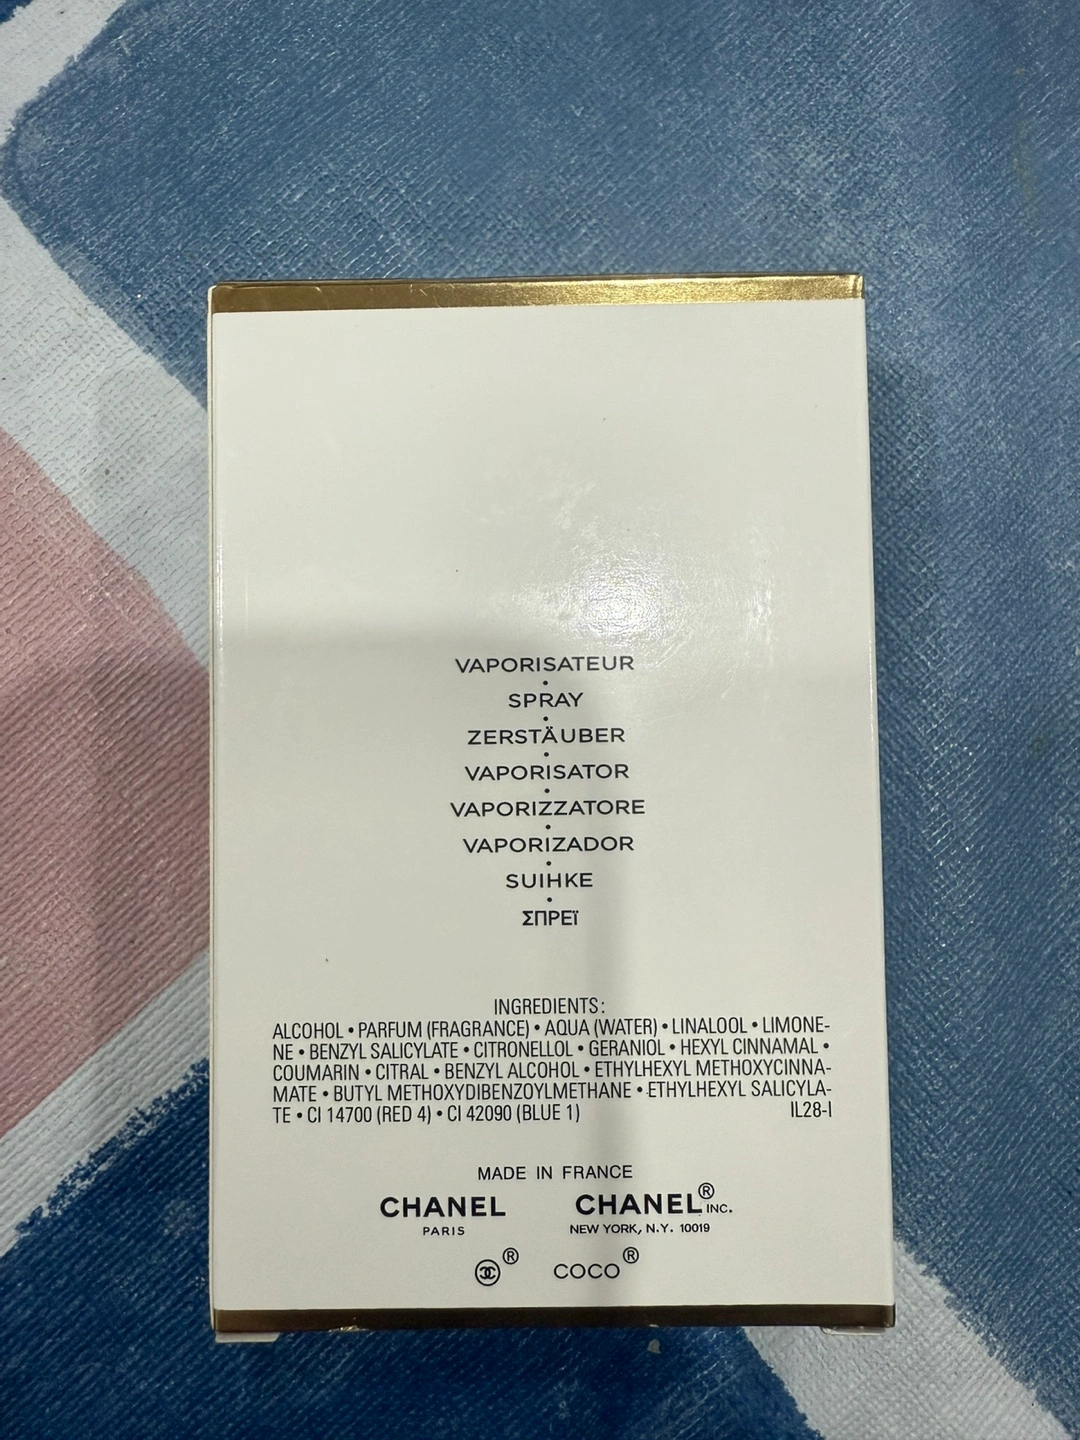 VAPORISATEUR
•
SPRAY
•
ZERSTÄUBER
•
VAPORISATOR
•
VAPORIZZATORE
•
VAPORIZADOR
•
SUIHKE
•
ΣΠΡΕΪ
INGREDIENTS:
ALCOHOL • PARFUM (FRAGRANCE) • AQUA (WATER) • LINALOOL • LIMONE-
NE • BENZYL SALICYLATE • CITRONELLOL • GERANIOL • HEXYL CINNAMAL •
COUMARIN • CITRAL • BENZYL ALCOHOL • ETHYLHEXYL METHOXYCINNA-
MATE • BUTYL METHOXYDIBENZOYLMETHANE • ETHYLHEXYL SALICYLA-
TE • CI 14700 (RED 4) • CI 42090 (BLUE 1) IL28-I
MADE IN FRANCE
CHANEL CHANEL® INC.
PARIS NEW YORK, N.Y. 10019
® COCO®